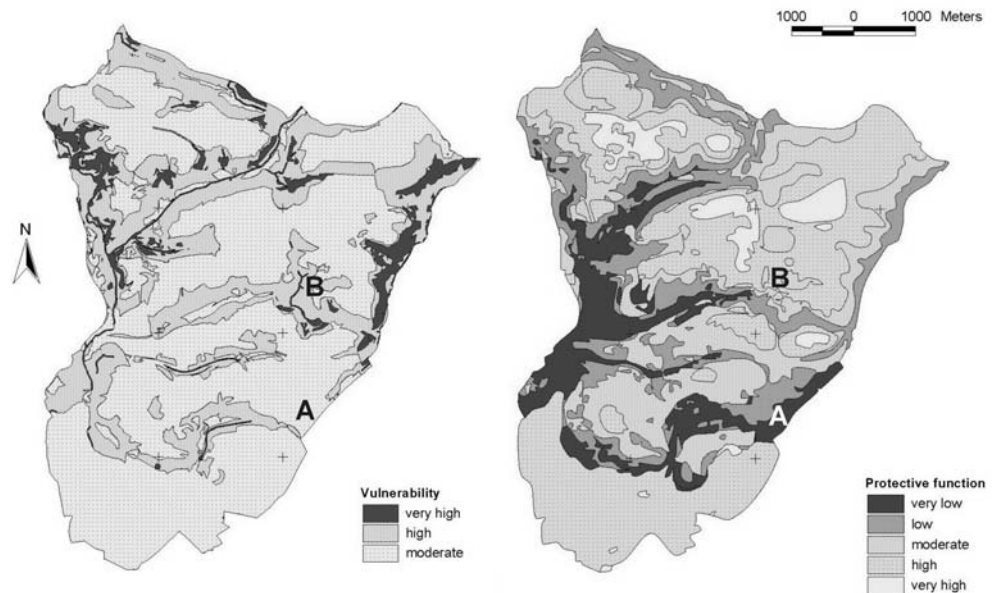 1000 0 1000 Meters
N
B
A
B
A
Vulnerability
very high
high
moderate
Protective function
very low
low
moderate
high
very high